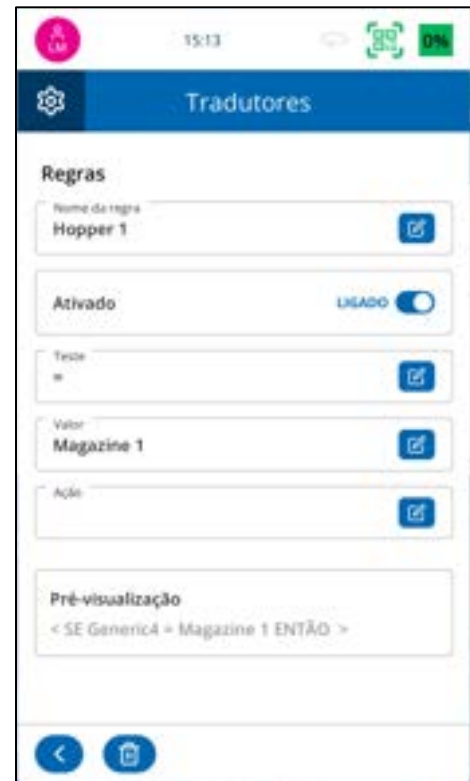 LM
15:13
0%
Tradutores
Regras
Nome da regra
Hopper 1
Ativado
LIGADO
Teste
=
Valor
Magazine 1
Ação
Pré-visualização
< SE Generic4 = Magazine 1 ENTÃO >